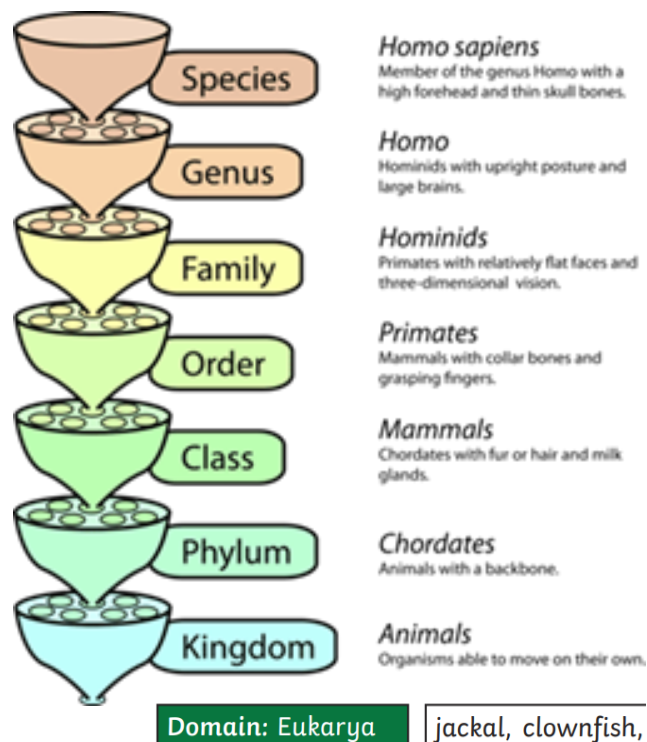 Species
Homo sapiens
Member of the genus Homo with a
high forehead and thin skull bones.
Genus
Homo
Hominids with upright posture and
large brains.
Family
Hominids
Primates with relatively flat faces and
three-dimensional vision.
Order
Primates
Mammals with collar bones and
grasping fingers.
Class
Mammals
Chordates with fur or hair and milk
glands.
Phylum
Chordates
Animals with a backbone.
Kingdom
Animals
Organisms able to move on their own.
Domain: Eukarya
jackal, clownfish,